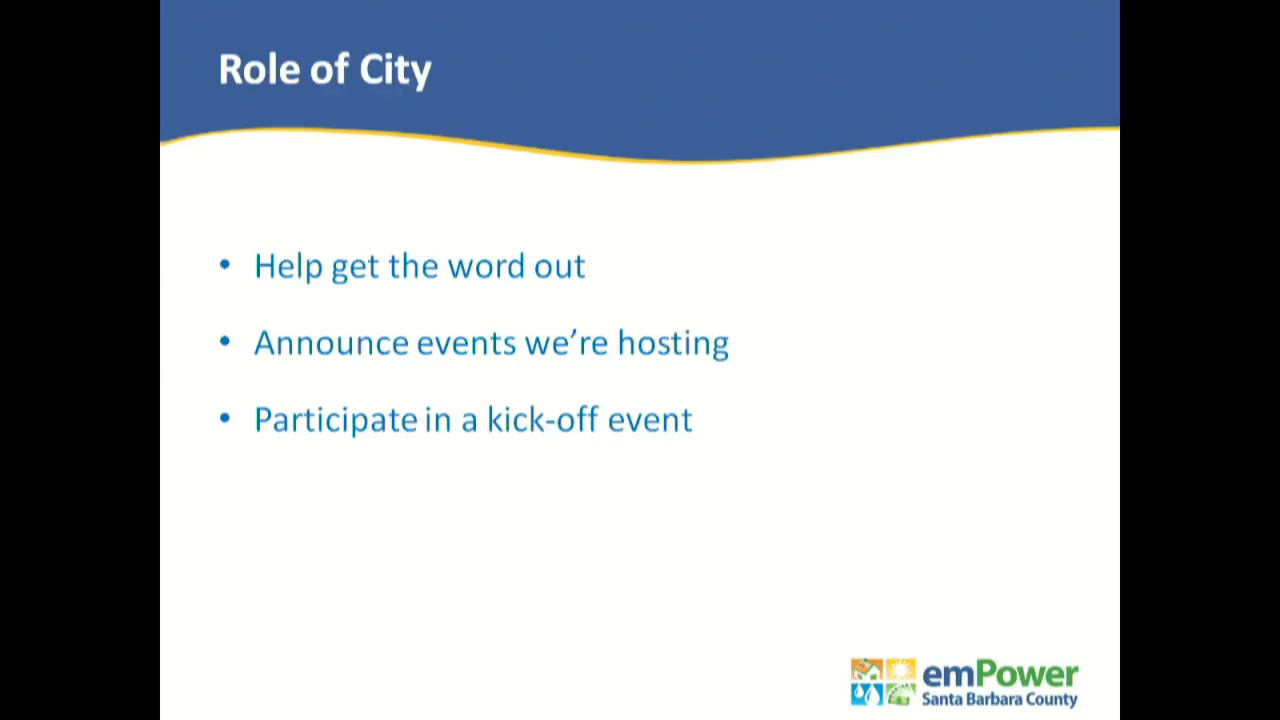 Role of City
• Help get the word out
• Announce events we’re hosting
• Participate in a kick-off event
emPower
Santa Barbara County